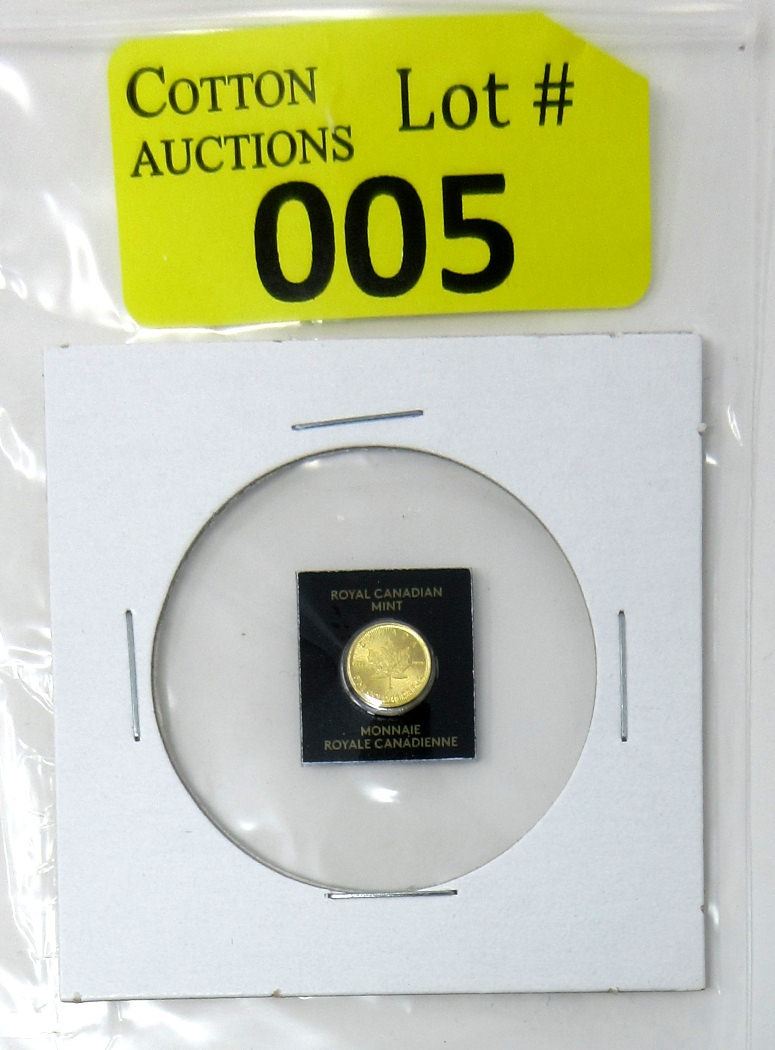 COTTON
AUCTIONS
Lot #
005
ROYAL CANADIAN
MINT
MONNAIE
ROYALE CANADIENNE